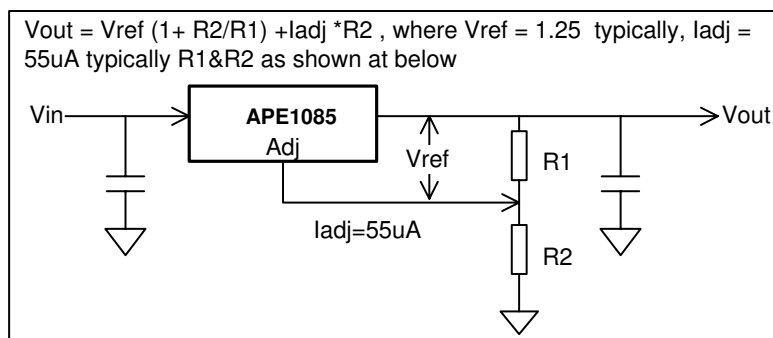 Vout = Vref (1+ R2/R1) +Iadj *R2 , where Vref = 1.25 typically, Iadj =
55uA typically R1&R2 as shown at below
Vin
APE1085
Adj
Vout
Vref
R1
Iadj=55uA
R2